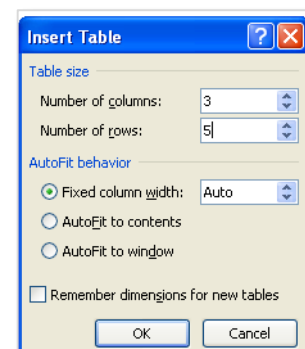 Insert Table
Table size
Number of columns: 3
Number of rows: 5
AutoFit behavior
Fixed column width: Auto
AutoFit to contents
AutoFit to window
Remember dimensions for new tables
OK Cancel